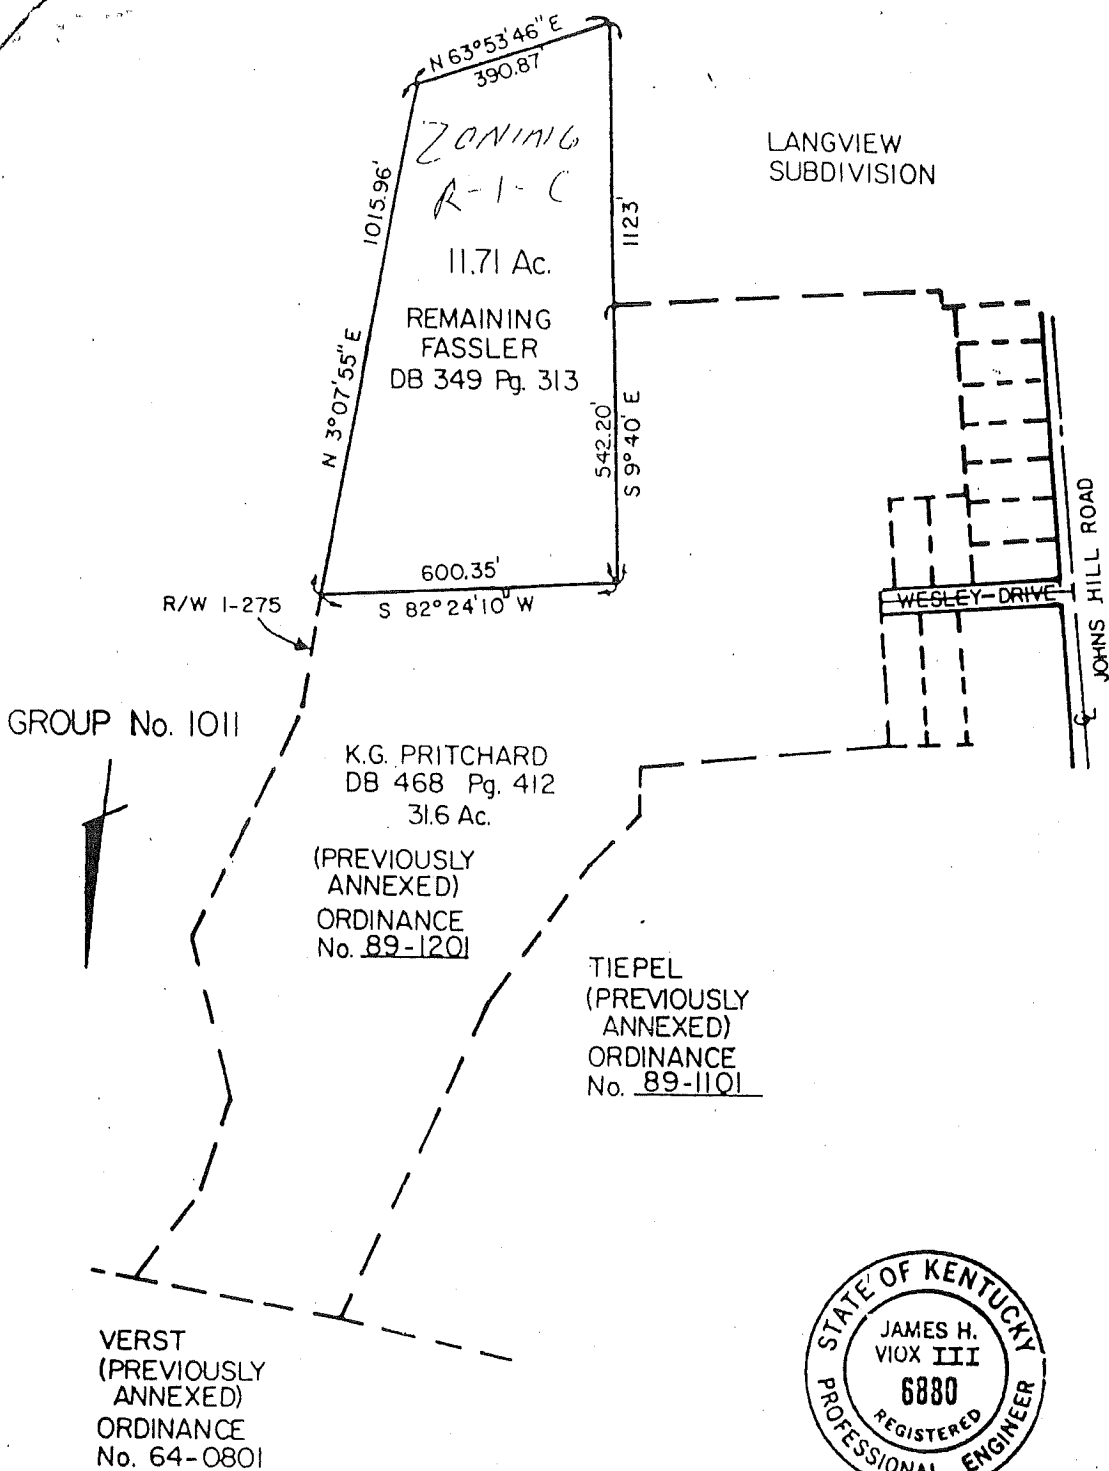 N 63°53'46" E
390.87'
ZONING
R-1-C
1015.96'
N 3°07'55" E
11.71 Ac.
REMAINING
FASSLER
DB 349 Pg. 313
1123'
542.20'
S 9°40' E
600.35'
S 82°24'10" W
LANGVIEW
SUBDIVISION
WESLEY DRIVE
JOHNS HILL ROAD
R/W I-275
GROUP No. 1011
K.G. PRITCHARD
DB 468 Pg. 412
31.6 Ac.
(PREVIOUSLY
ANNEXED)
ORDINANCE
No. 89-1201
TIEPEL
(PREVIOUSLY
ANNEXED)
ORDINANCE
No. 89-1101
VERST
(PREVIOUSLY
ANNEXED)
ORDINANCE
No. 64-0801
STATE OF KENTUCKY
JAMES H.
VIOX III
6880
REGISTERED
PROFESSIONAL ENGINEER